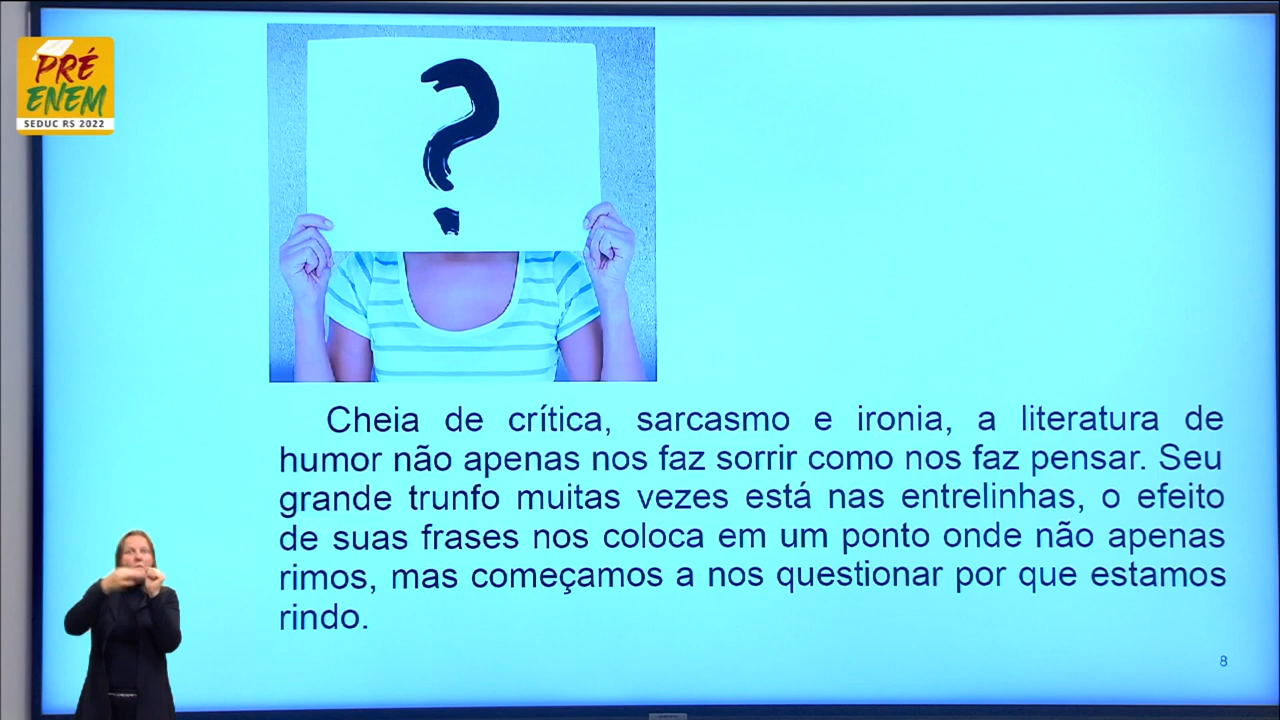 PRÉ
ENEM
SEDUC RS 2022
?
Cheia de crítica, sarcasmo e ironia, a literatura de
humor não apenas nos faz sorrir como nos faz pensar. Seu
grande trunfo muitas vezes está nas entrelinhas, o efeito
de suas frases nos coloca em um ponto onde não apenas
rimos, mas começamos a nos questionar por que estamos
rindo.
8